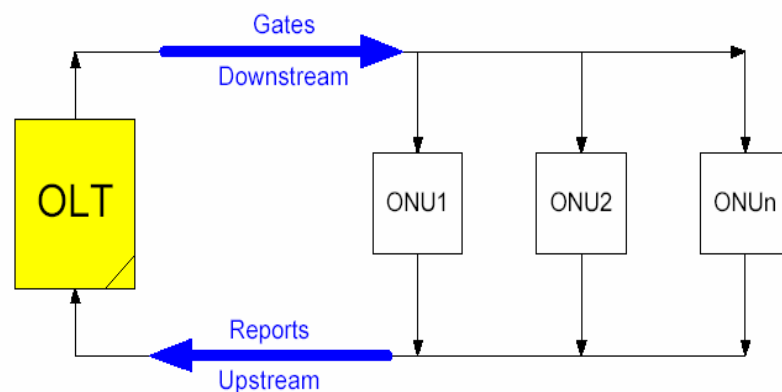 Gates
Downstream
OLT
ONU1
ONU2
ONUn
Reports
Upstream